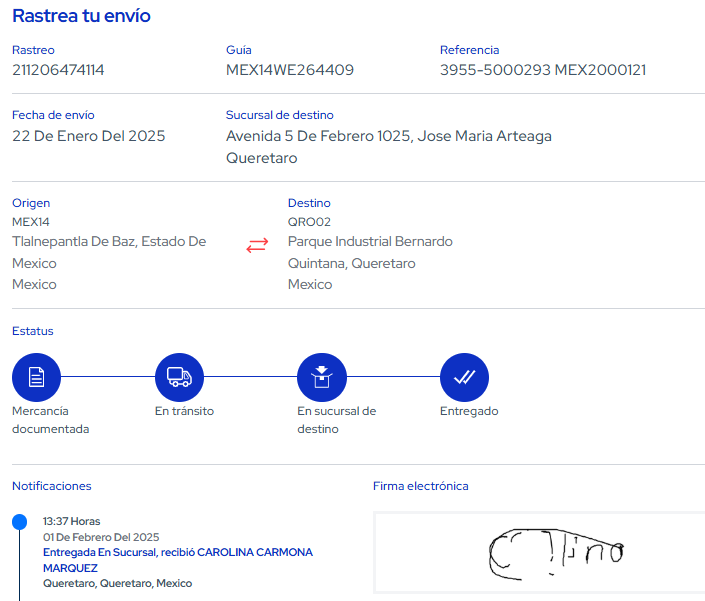 Rastrea tu envío
Rastreo
211206474114
Guía
MEX14WE264409
Referencia
3955-5000293 MEX2000121
Fecha de envío
22 De Enero Del 2025
Sucursal de destino
Avenida 5 De Febrero 1025, Jose Maria Arteaga
Queretaro
Origen
MEX14
Tlalnepantla De Baz, Estado De
Mexico
Mexico
Destino
QRO02
Parque Industrial Bernardo
Quintana, Queretaro
Mexico
Estatus
Mercancía
documentada
En tránsito
En sucursal de
destino
Entregado
Notificaciones
13:37 Horas
01 De Febrero Del 2025
Entregada En Sucursal, recibió CAROLINA CARMONA
MARQUEZ
Queretaro, Queretaro, Mexico
Firma electrónica